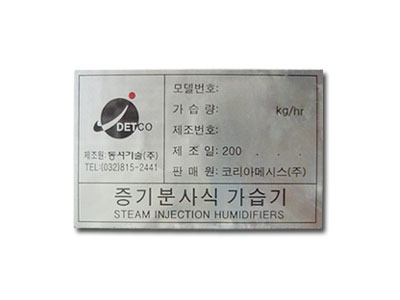 DETCO
제조원: 동서기술(주)
TEL:(032)815-2441
모델번호:
가 습 량: kg/hr
제조번호:
제 조 일: 200 . . .
판 매 원: 코리아메시스(주)
증기분사식 가습기
STEAM INJECTION HUMIDIFIERS